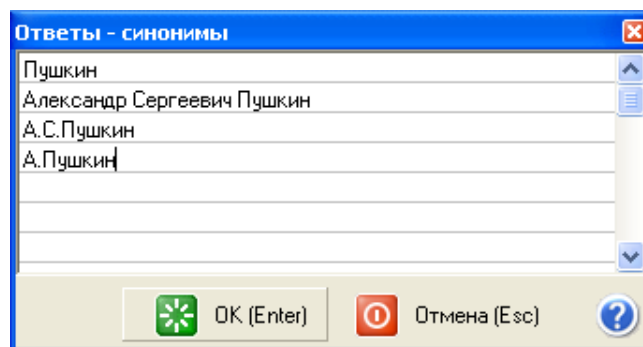 Ответы - синонимы
Пушкин
Александр Сергеевич Пушкин
А.С.Пушкин
А.Пушкин
OK (Enter) Отмена (Esc) ?